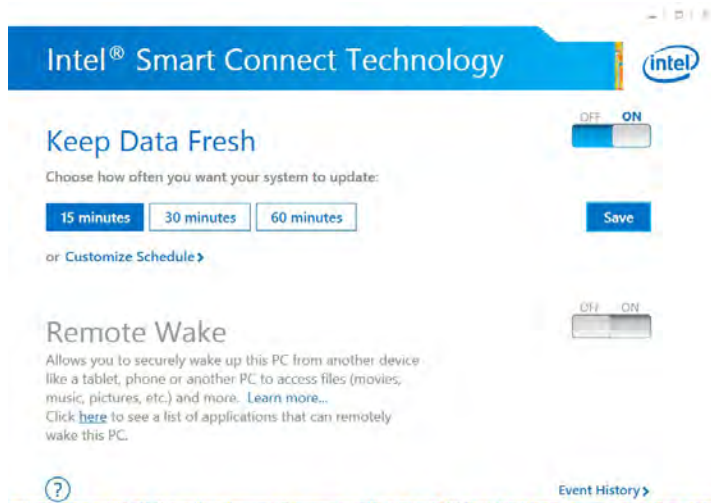 Intel® Smart Connect Technology
intel
Keep Data Fresh
OFF ON
Choose how often you want your system to update:
15 minutes 30 minutes 60 minutes
Save
or Customize Schedule >
Remote Wake
OFF ON
Allows you to securely wake up this PC from another device
like a tablet, phone or another PC to access files (movies,
music, pictures, etc.) and more. Learn more...
Click here to see a list of applications that can remotely
wake this PC.
?
Event History >